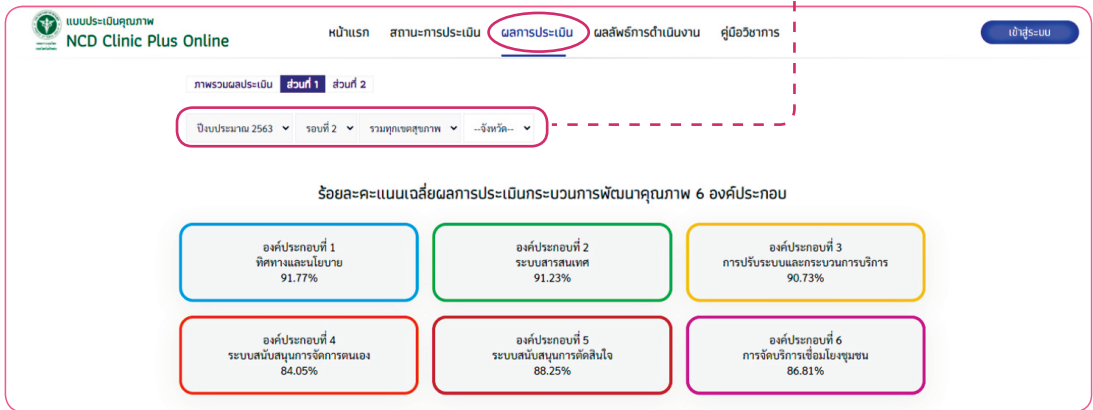 แบบประเมินคุณภาพ
NCD Clinic Plus Online
หน้าแรก สถานะการประเมิน ผลการประเมิน ผลลัพธ์การดำเนินงาน คู่มือวิชาการ
เข้าสู่ระบบ
ภาพรวมผลประเมิน ส่วนที่ 1 ส่วนที่ 2
ปีงบประมาณ 2563 รอบที่ 2 รวมทุกเขตสุขภาพ --จังหวัด--
ร้อยละคะแนนเฉลี่ยผลการประเมินกระบวนการพัฒนาคุณภาพ 6 องค์ประกอบ
องค์ประกอบที่ 1
ทิศทางและนโยบาย
91.77%
องค์ประกอบที่ 2
ระบบสารสนเทศ
91.23%
องค์ประกอบที่ 3
การปรับระบบและกระบวนการบริการ
90.73%
องค์ประกอบที่ 4
ระบบสนับสนุนการจัดการตนเอง
84.05%
องค์ประกอบที่ 5
ระบบสนับสนุนการตัดสินใจ
88.25%
องค์ประกอบที่ 6
การจัดบริการเชื่อมโยงชุมชน
86.81%